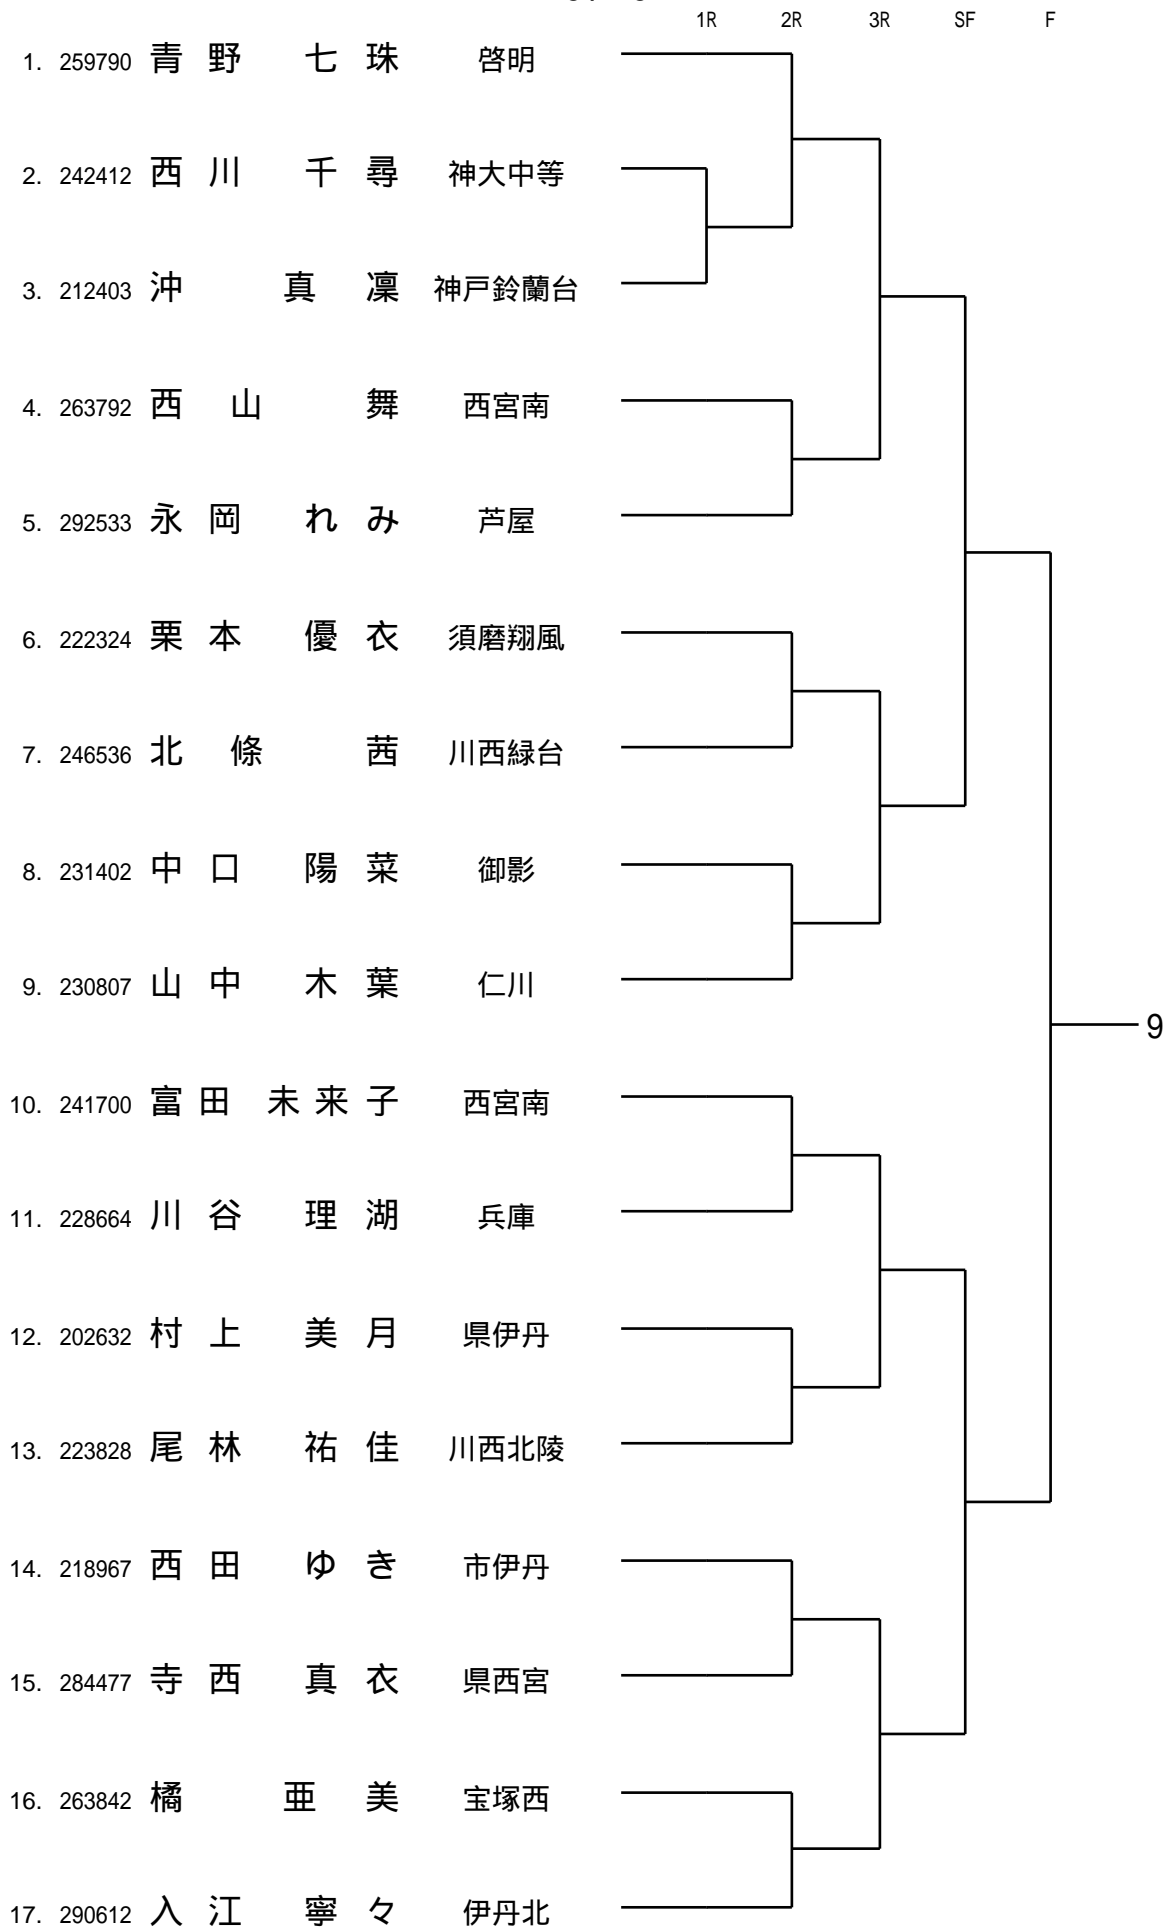 1R 2R 3R SF F
1. 259790 青野 七珠 啓明
2. 242412 西川 千尋 神大中等
3. 212403 沖 真凜 神戸鈴蘭台
4. 263792 西山 舞 西宮南
5. 292533 永岡 れみ 芦屋
6. 222324 栗本 優衣 須磨翔風
7. 246536 北條 茜 川西緑台
8. 231402 中口 陽菜 御影
9. 230807 山中 木葉 仁川
9
10. 241700 富田 未来子 西宮南
11. 228664 川谷 理湖 兵庫
12. 202632 村上 美月 県伊丹
13. 223828 尾林 祐佳 川西北陵
14. 218967 西田 ゆき 市伊丹
15. 284477 寺西 真衣 県西宮
16. 263842 橘 亜美 宝塚西
17. 290612 入江 寧々 伊丹北